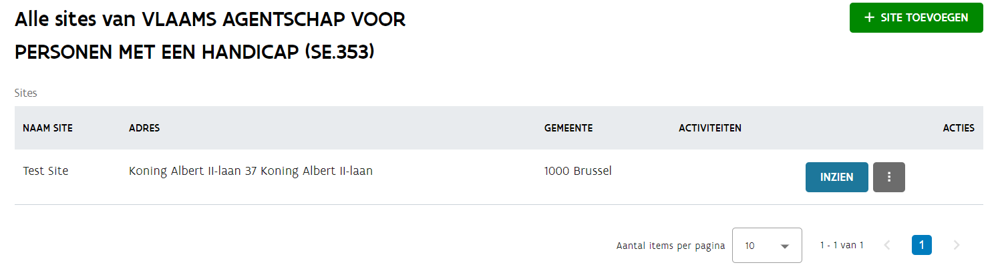 Alle sites van VLAAMS AGENTSCHAP VOOR
PERSONEN MET EEN HANDICAP (SE.353)
+ SITE TOEVOEGEN
Sites
NAAM SITE ADRES GEMEENTE ACTIVITEITEN ACTIES
Test Site Koning Albert II-laan 37 Koning Albert II-laan 1000 Brussel INZIEN
Aantal items per pagina 10 1 - 1 van 1 1